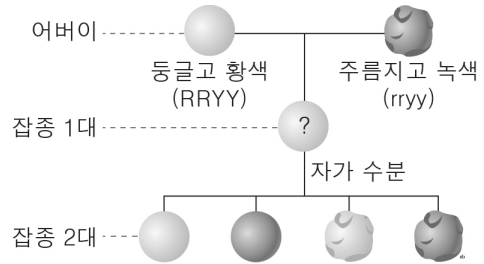 어버이
둥글고 황색
(RRYY)
주름지고 녹색
(rryy)
잡종 1대
?
자가 수분
잡종 2대